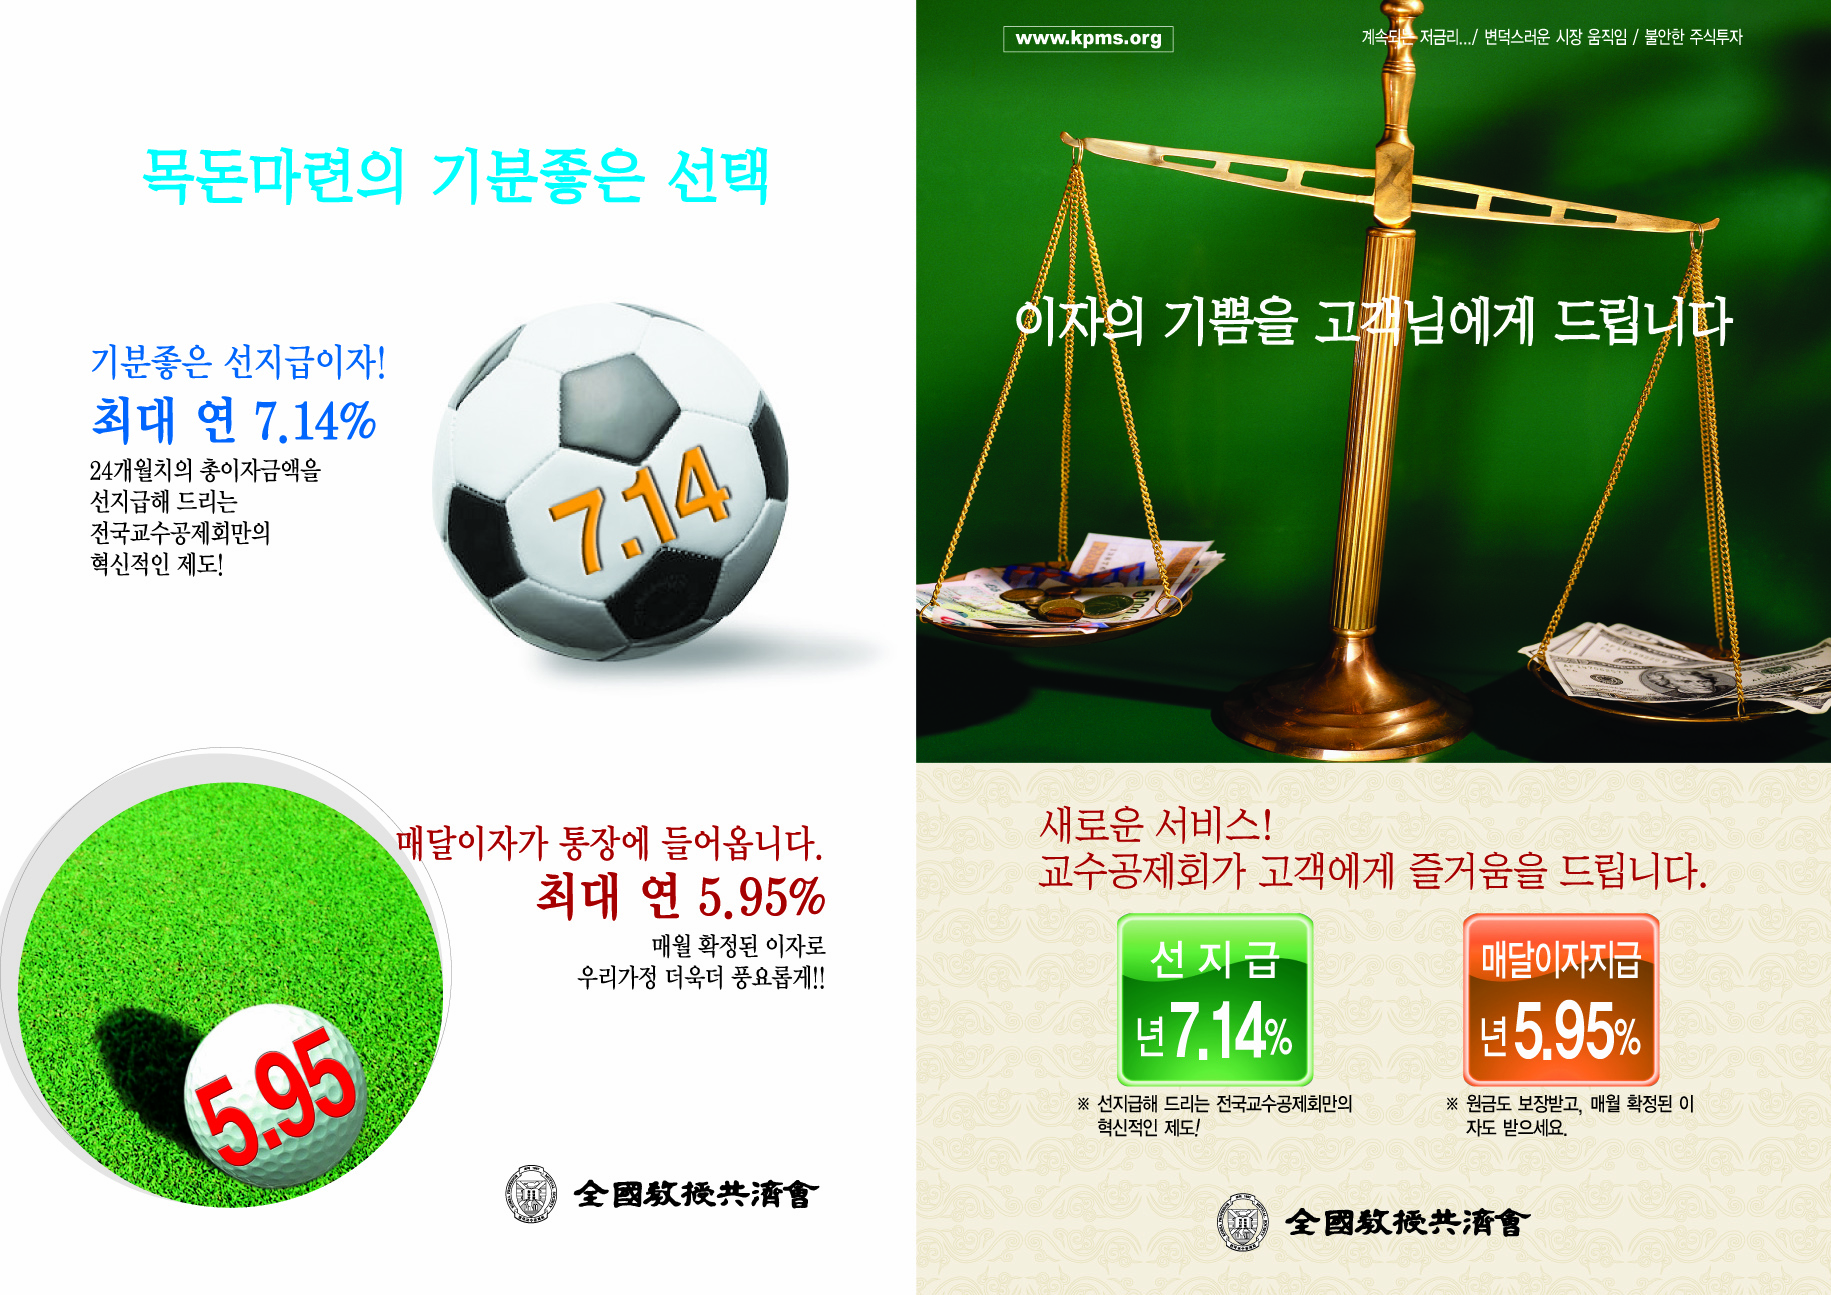 목돈마련의 기분좋은 선택
기분좋은 선지급이자!
최대 연 7.14%
24개월치의 총이자금액을
선지급해 드리는
전국교수공제회만의
혁신적인 제도!
7.14
매달이자가 통장에 들어옵니다.
최대 연 5.95%
매월 확정된 이자로
우리가정 더욱더 풍요롭게!!
5.95
全國敎授共濟會
www.kpms.org
계속되는 저금리.../ 변덕스러운 시장 움직임 / 불안한 주식투자
이자의 기쁨을 고객님에게 드립니다
새로운 서비스!
교수공제회가 고객에게 즐거움을 드립니다.
선지급
년 7.14%
※ 선지급해 드리는 전국교수공제회만의
혁신적인 제도!
매달이자지급
년 5.95%
※ 원금도 보장받고, 매월 확정된 이
자도 받으세요.
全國敎授共濟會